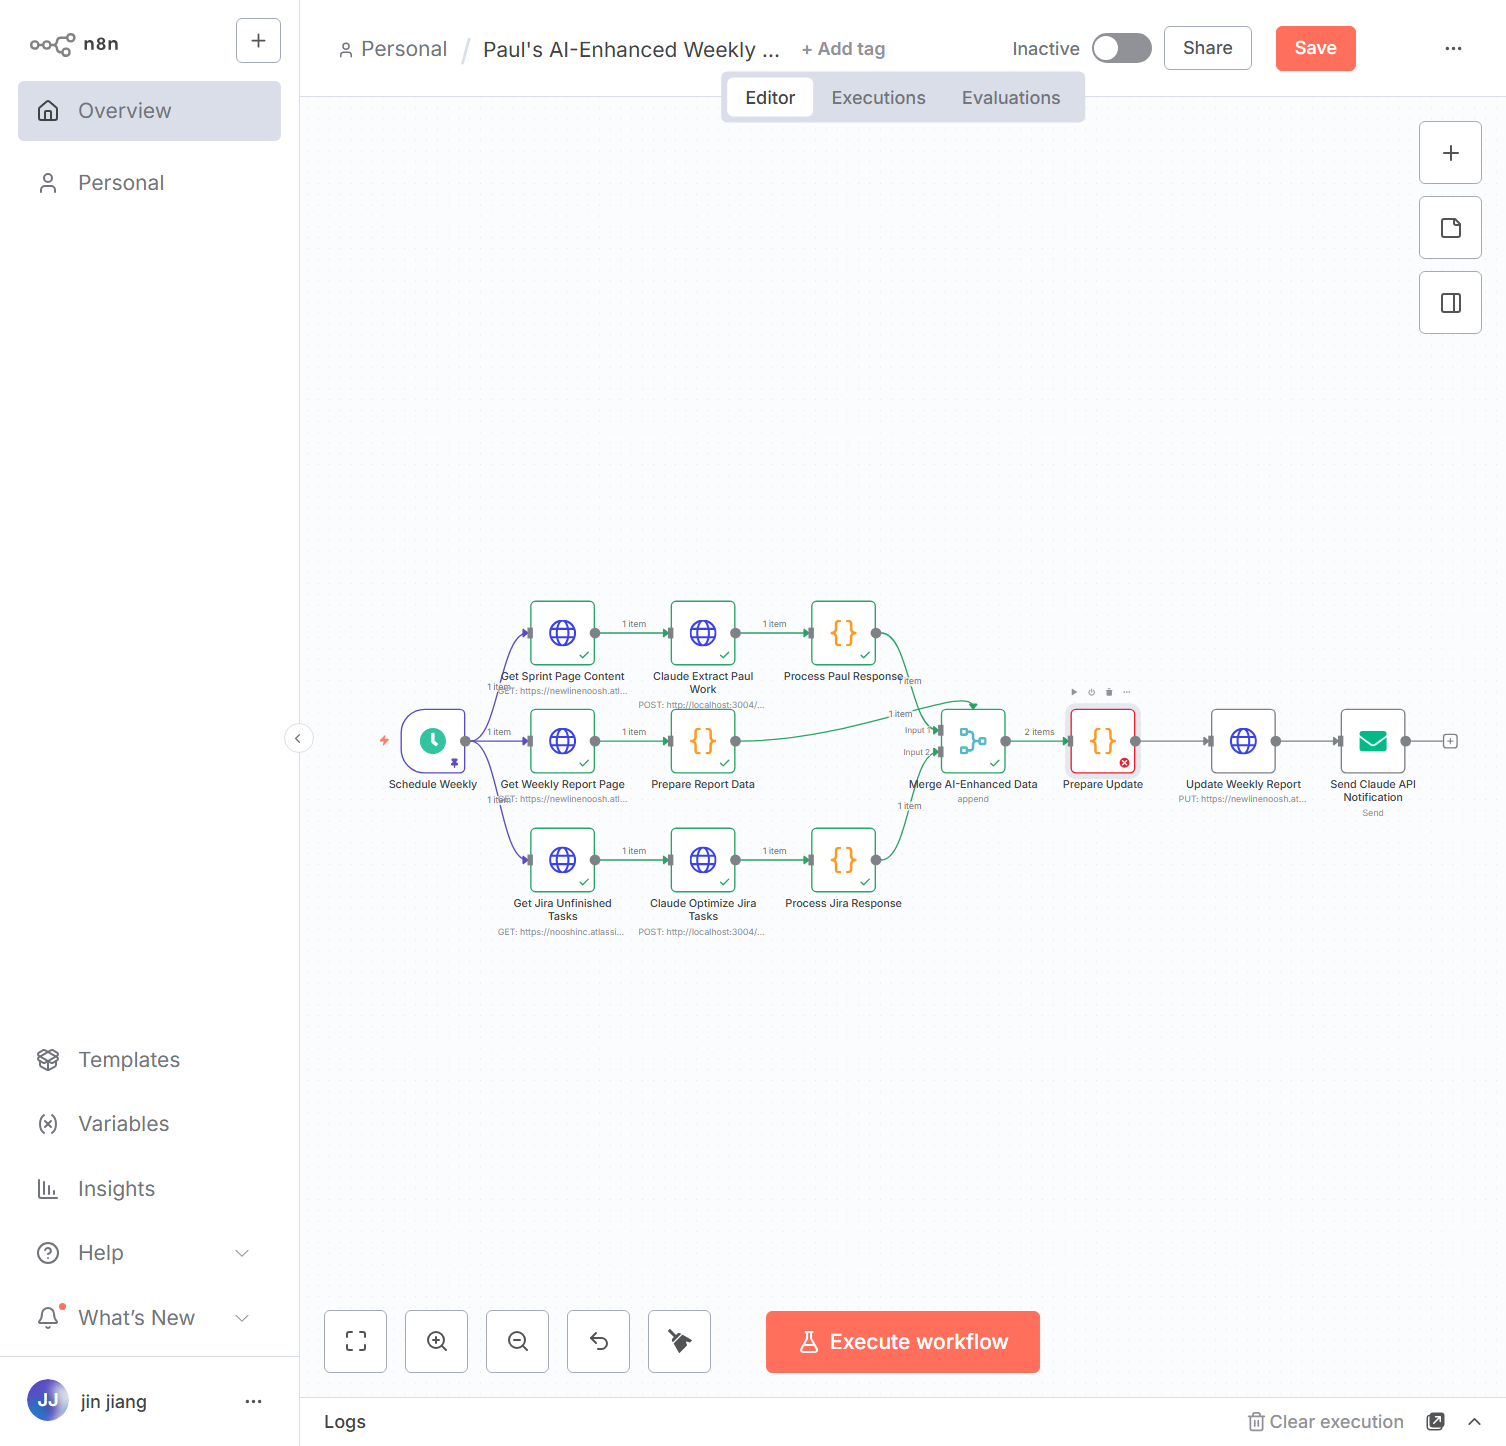 n8n
Personal / Paul's AI-Enhanced Weekly ... + Add tag
Inactive
Share
Save
Editor
Executions
Evaluations
Overview
Personal
1 item
1 item
Get Sprint Page Content
GET: https://newlinenoosh.atl...
Claude Extract Paul
Work
POST: http://localhost:3004/...
Process Paul Response
1 item
1 item
1 item
1 item
1 item
Input 1
Input 2
2 items
Schedule Weekly
Get Weekly Report Page
GET: https://newlinenoosh.atl...
Prepare Report Data
Merge AI-Enhanced Data
append
Prepare Update
Update Weekly Report
PUT: https://newlinenoosh.at...
Send Claude API
Notification
Send
1 item
1 item
1 item
1 item
Get Jira Unfinished
Tasks
GET: https://nooshinc.atlassi...
Claude Optimize Jira
Tasks
POST: http://localhost:3004/...
Process Jira Response
Templates
Variables
Insights
Help
What's New
Execute workflow
JJ
jin jiang
Logs
Clear execution